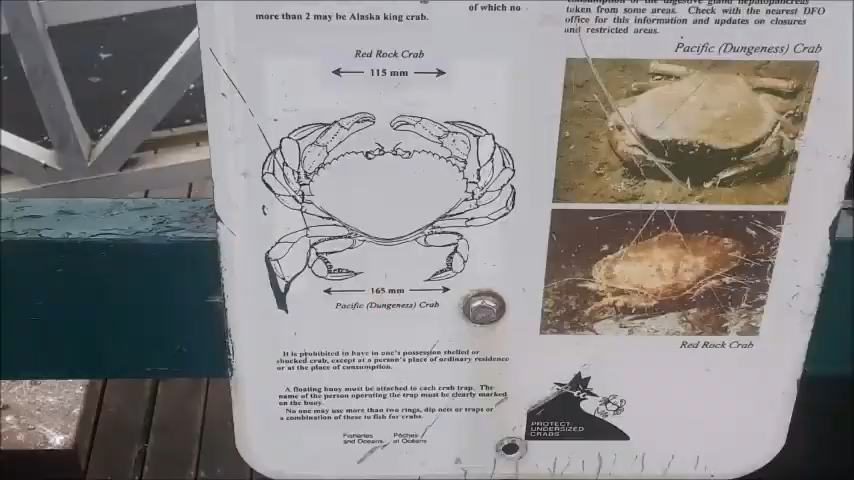 of which no
more than 2 may be Alaska king crab.
Red Rock Crab
115 mm
165 mm
Pacific (Dungeness) Crab
It is prohibited to have in one's possession shelled or
shucked crab, except at a person's place of ordinary residence
or at the place of consumption.
A floating buoy must be attached to each crab trap. The
name of the person operating the trap must be clearly marked
on the buoy.
No one may use more than two rings, dip nets or traps or
a combination of these to fish for crabs.
Fisheries Pêches
and Oceans et Océans
consumption of the digestive gland hepatopancreas
taken from some areas. Check with the nearest DFO
office for this information and updates on closures
and restricted areas.
Pacific (Dungeness) Crab
Red Rock Crab
PROTECT
UNDERSIZED
CRABS